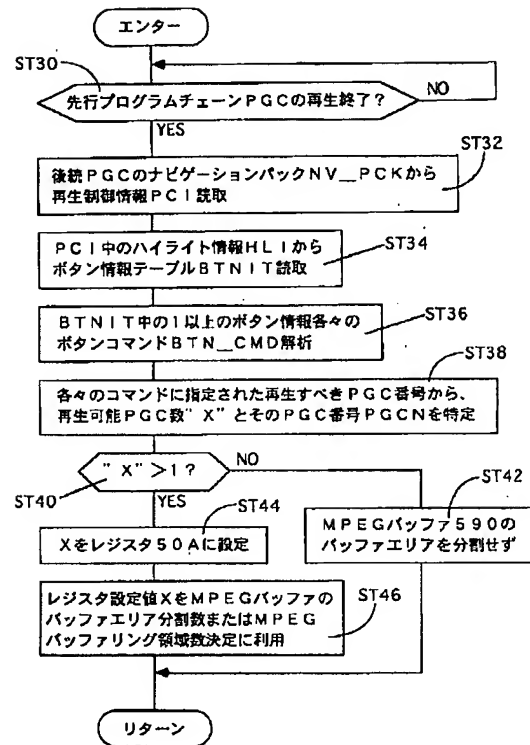 エンター
ST30
先行プログラムチェーンPGCの再生終了?
NO
YES
ST32
後続PGCのナビゲーションパックNV__PCKから
再生制御情報PCI読取
ST34
PCI中のハイライト情報HLIから
ボタン情報テーブルBTNIT読取
ST36
BTNIT中の1以上のボタン情報各々の
ボタンコマンドBTN__CMD解析
ST38
各々のコマンドに指定された再生すべきPGC番号から、
再生可能PGC数"X"とそのPGC番号PGCNを特定
"X">1?
NO
ST40
YES
ST42
MPEGバッファ590の
バッファエリアを分割せず
ST44
Xをレジスタ50Aに設定
ST46
レジスタ設定値XをMPEGバッファの
バッファエリア分割数またはMPEG
バッファリング領域数決定に利用
リターン